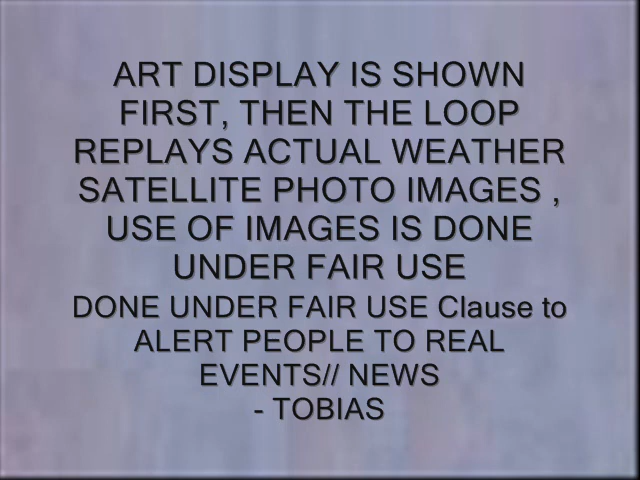 ART DISPLAY IS SHOWN
FIRST, THEN THE LOOP
REPLAYS ACTUAL WEATHER
SATELLITE PHOTO IMAGES ,
USE OF IMAGES IS DONE
UNDER FAIR USE
DONE UNDER FAIR USE Clause to
ALERT PEOPLE TO REAL
EVENTS// NEWS
- TOBIAS